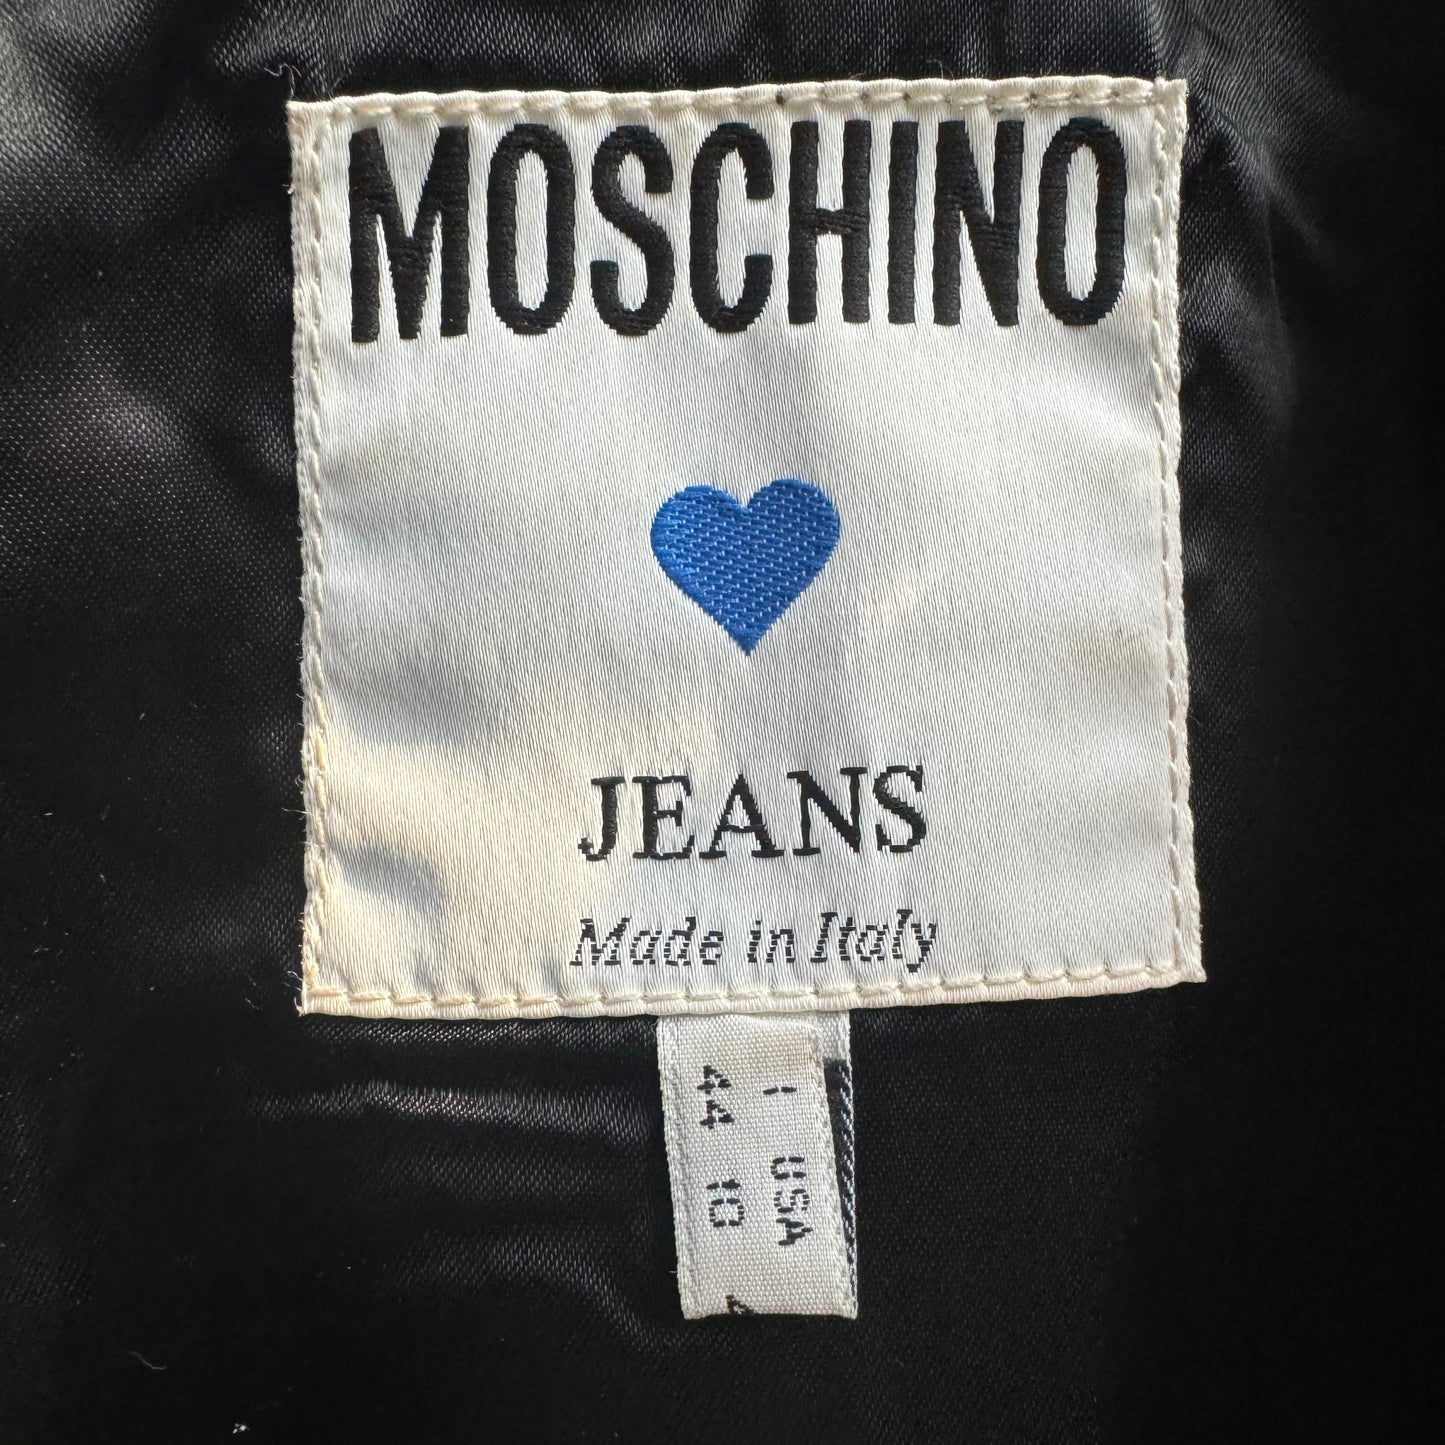 MOSCHINO
JEANS
Made in Italy
I USA
44 10